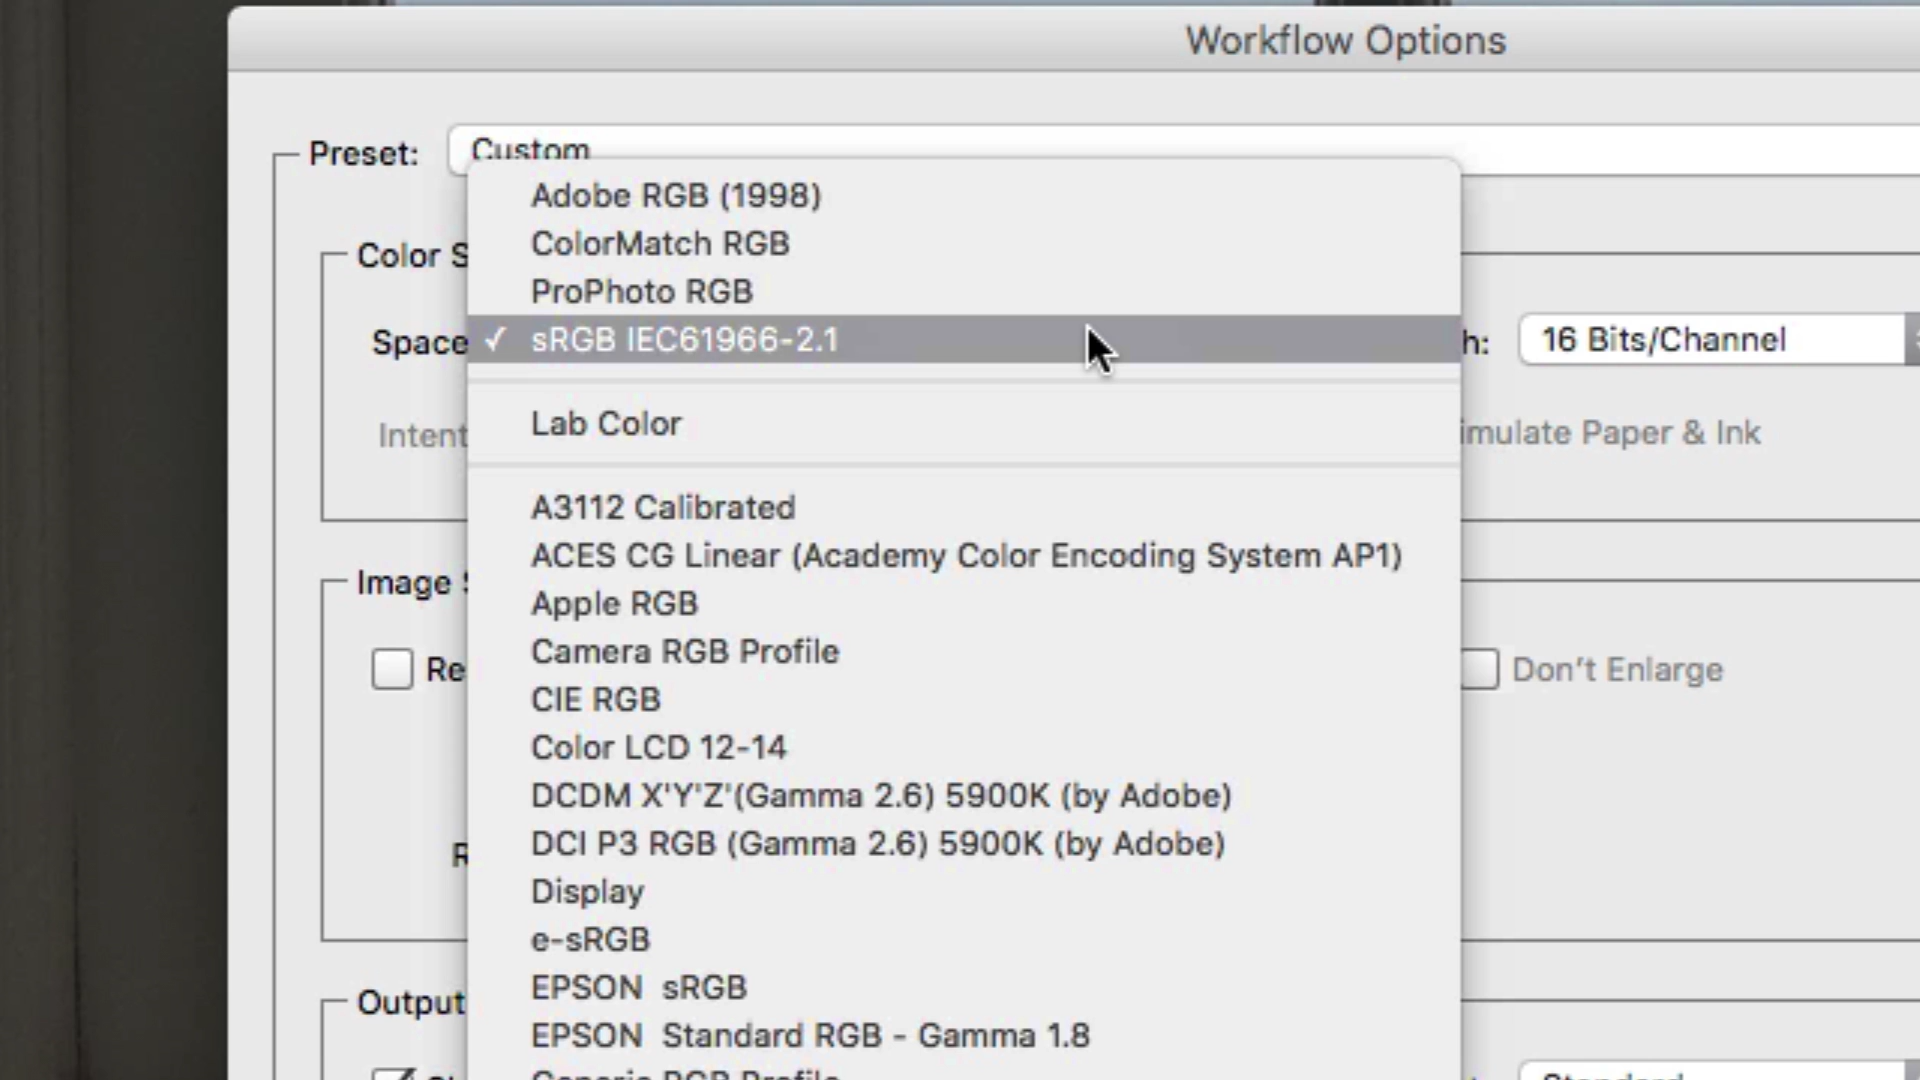 Workflow Options
Preset: Custom
Adobe RGB (1998)
ColorMatch RGB
Color S
ProPhoto RGB
Space ✓ sRGB IEC61966-2.1 h: 16 Bits/Channel
Lab Color
Intent imulate Paper & Ink
A3112 Calibrated
ACES CG Linear (Academy Color Encoding System AP1)
Image
Apple RGB
Camera RGB Profile
Re Don't Enlarge
CIE RGB
Color LCD 12-14
DCDM X'Y'Z'(Gamma 2.6) 5900K (by Adobe)
DCI P3 RGB (Gamma 2.6) 5900K (by Adobe)
R
Display
e-sRGB
EPSON sRGB
Output
EPSON Standard RGB - Gamma 1.8
Generic RGB Profile
Standard